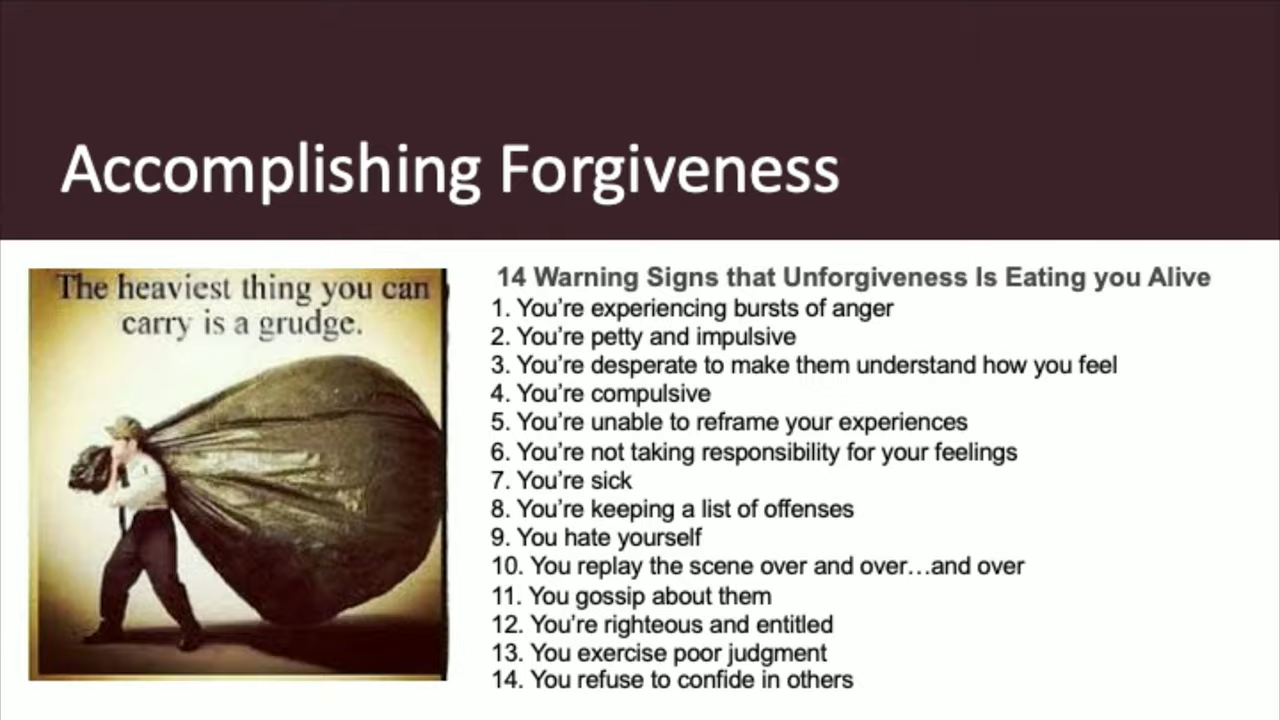 Accomplishing Forgiveness
The heaviest thing you can
carry is a grudge.
14 Warning Signs that Unforgiveness Is Eating you Alive
1. You’re experiencing bursts of anger
2. You’re petty and impulsive
3. You’re desperate to make them understand how you feel
4. You’re compulsive
5. You’re unable to reframe your experiences
6. You’re not taking responsibility for your feelings
7. You’re sick
8. You’re keeping a list of offenses
9. You hate yourself
10. You replay the scene over and over…and over
11. You gossip about them
12. You’re righteous and entitled
13. You exercise poor judgment
14. You refuse to confide in others